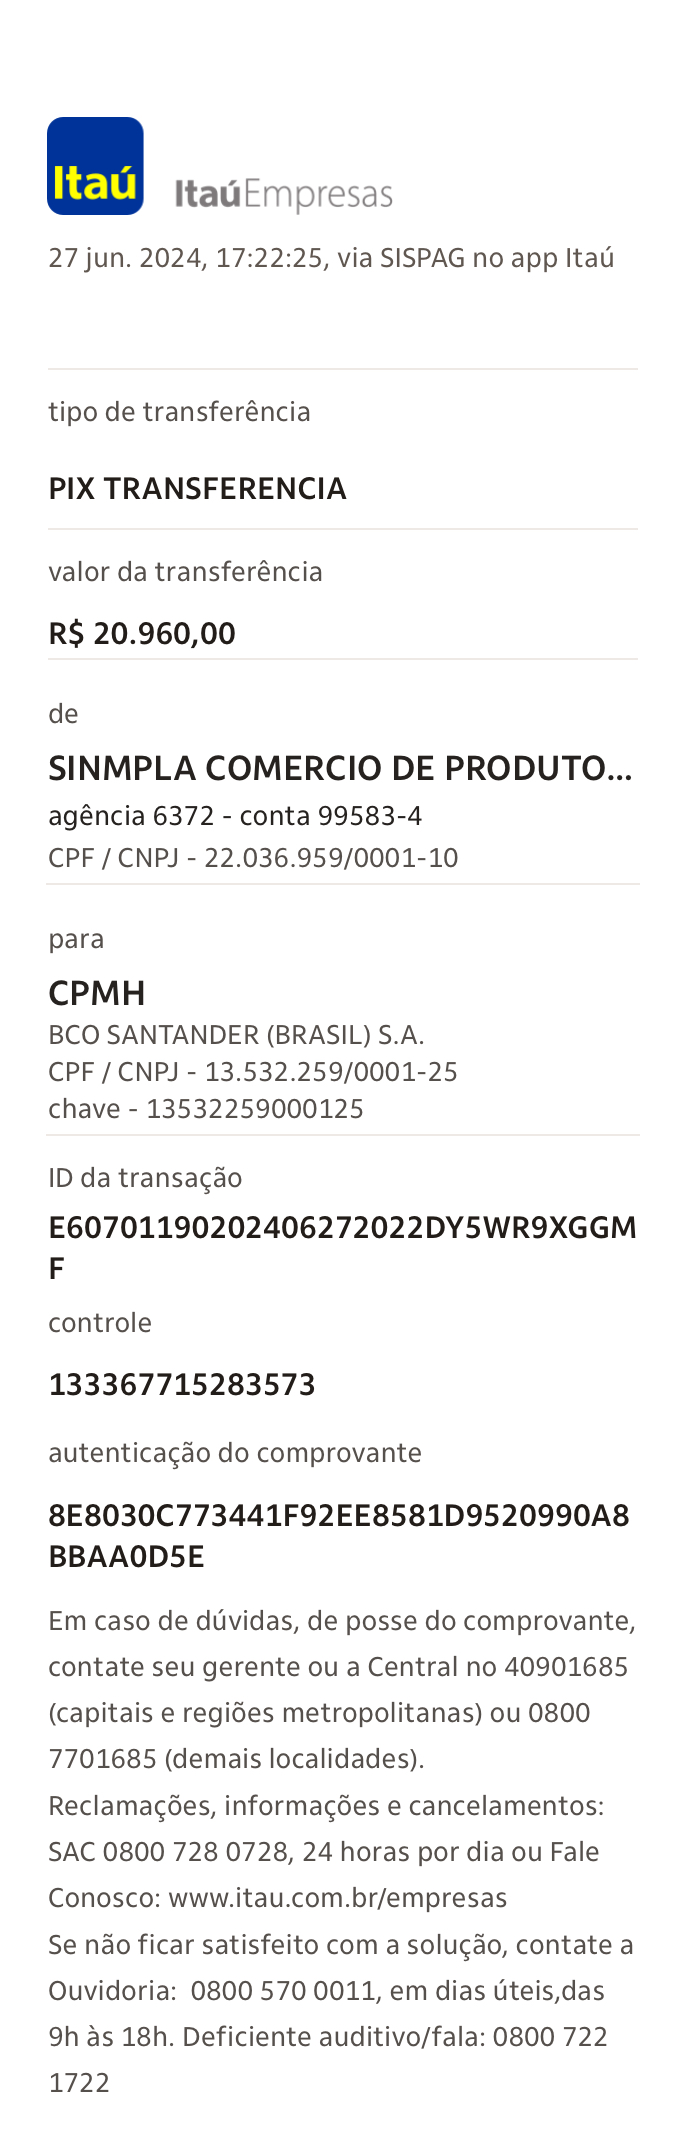 Itaú
ItaúEmpresas
27 jun. 2024, 17:22:25, via SISPAG no app Itaú
tipo de transferência
PIX TRANSFERENCIA
valor da transferência
R$ 20.960,00
de
SINMPLA COMERCIO DE PRODUTO...
agência 6372 - conta 99583-4
CPF / CNPJ - 22.036.959/0001-10
para
CPMH
BCO SANTANDER (BRASIL) S.A.
CPF / CNPJ - 13.532.259/0001-25
chave - 13532259000125
ID da transação
E60701190202406272022DY5WR9XGGM
F
controle
133367715283573
autenticação do comprovante
8E8030C773441F92EE8581D9520990A8
BBAA0D5E
Em caso de dúvidas, de posse do comprovante,
contate seu gerente ou a Central no 40901685
(capitais e regiões metropolitanas) ou 0800
7701685 (demais localidades).
Reclamações, informações e cancelamentos:
SAC 0800 728 0728, 24 horas por dia ou Fale
Conosco: www.itau.com.br/empresas
Se não ficar satisfeito com a solução, contate a
Ouvidoria:  0800 570 0011, em dias úteis,das
9h às 18h. Deficiente auditivo/fala: 0800 722
1722